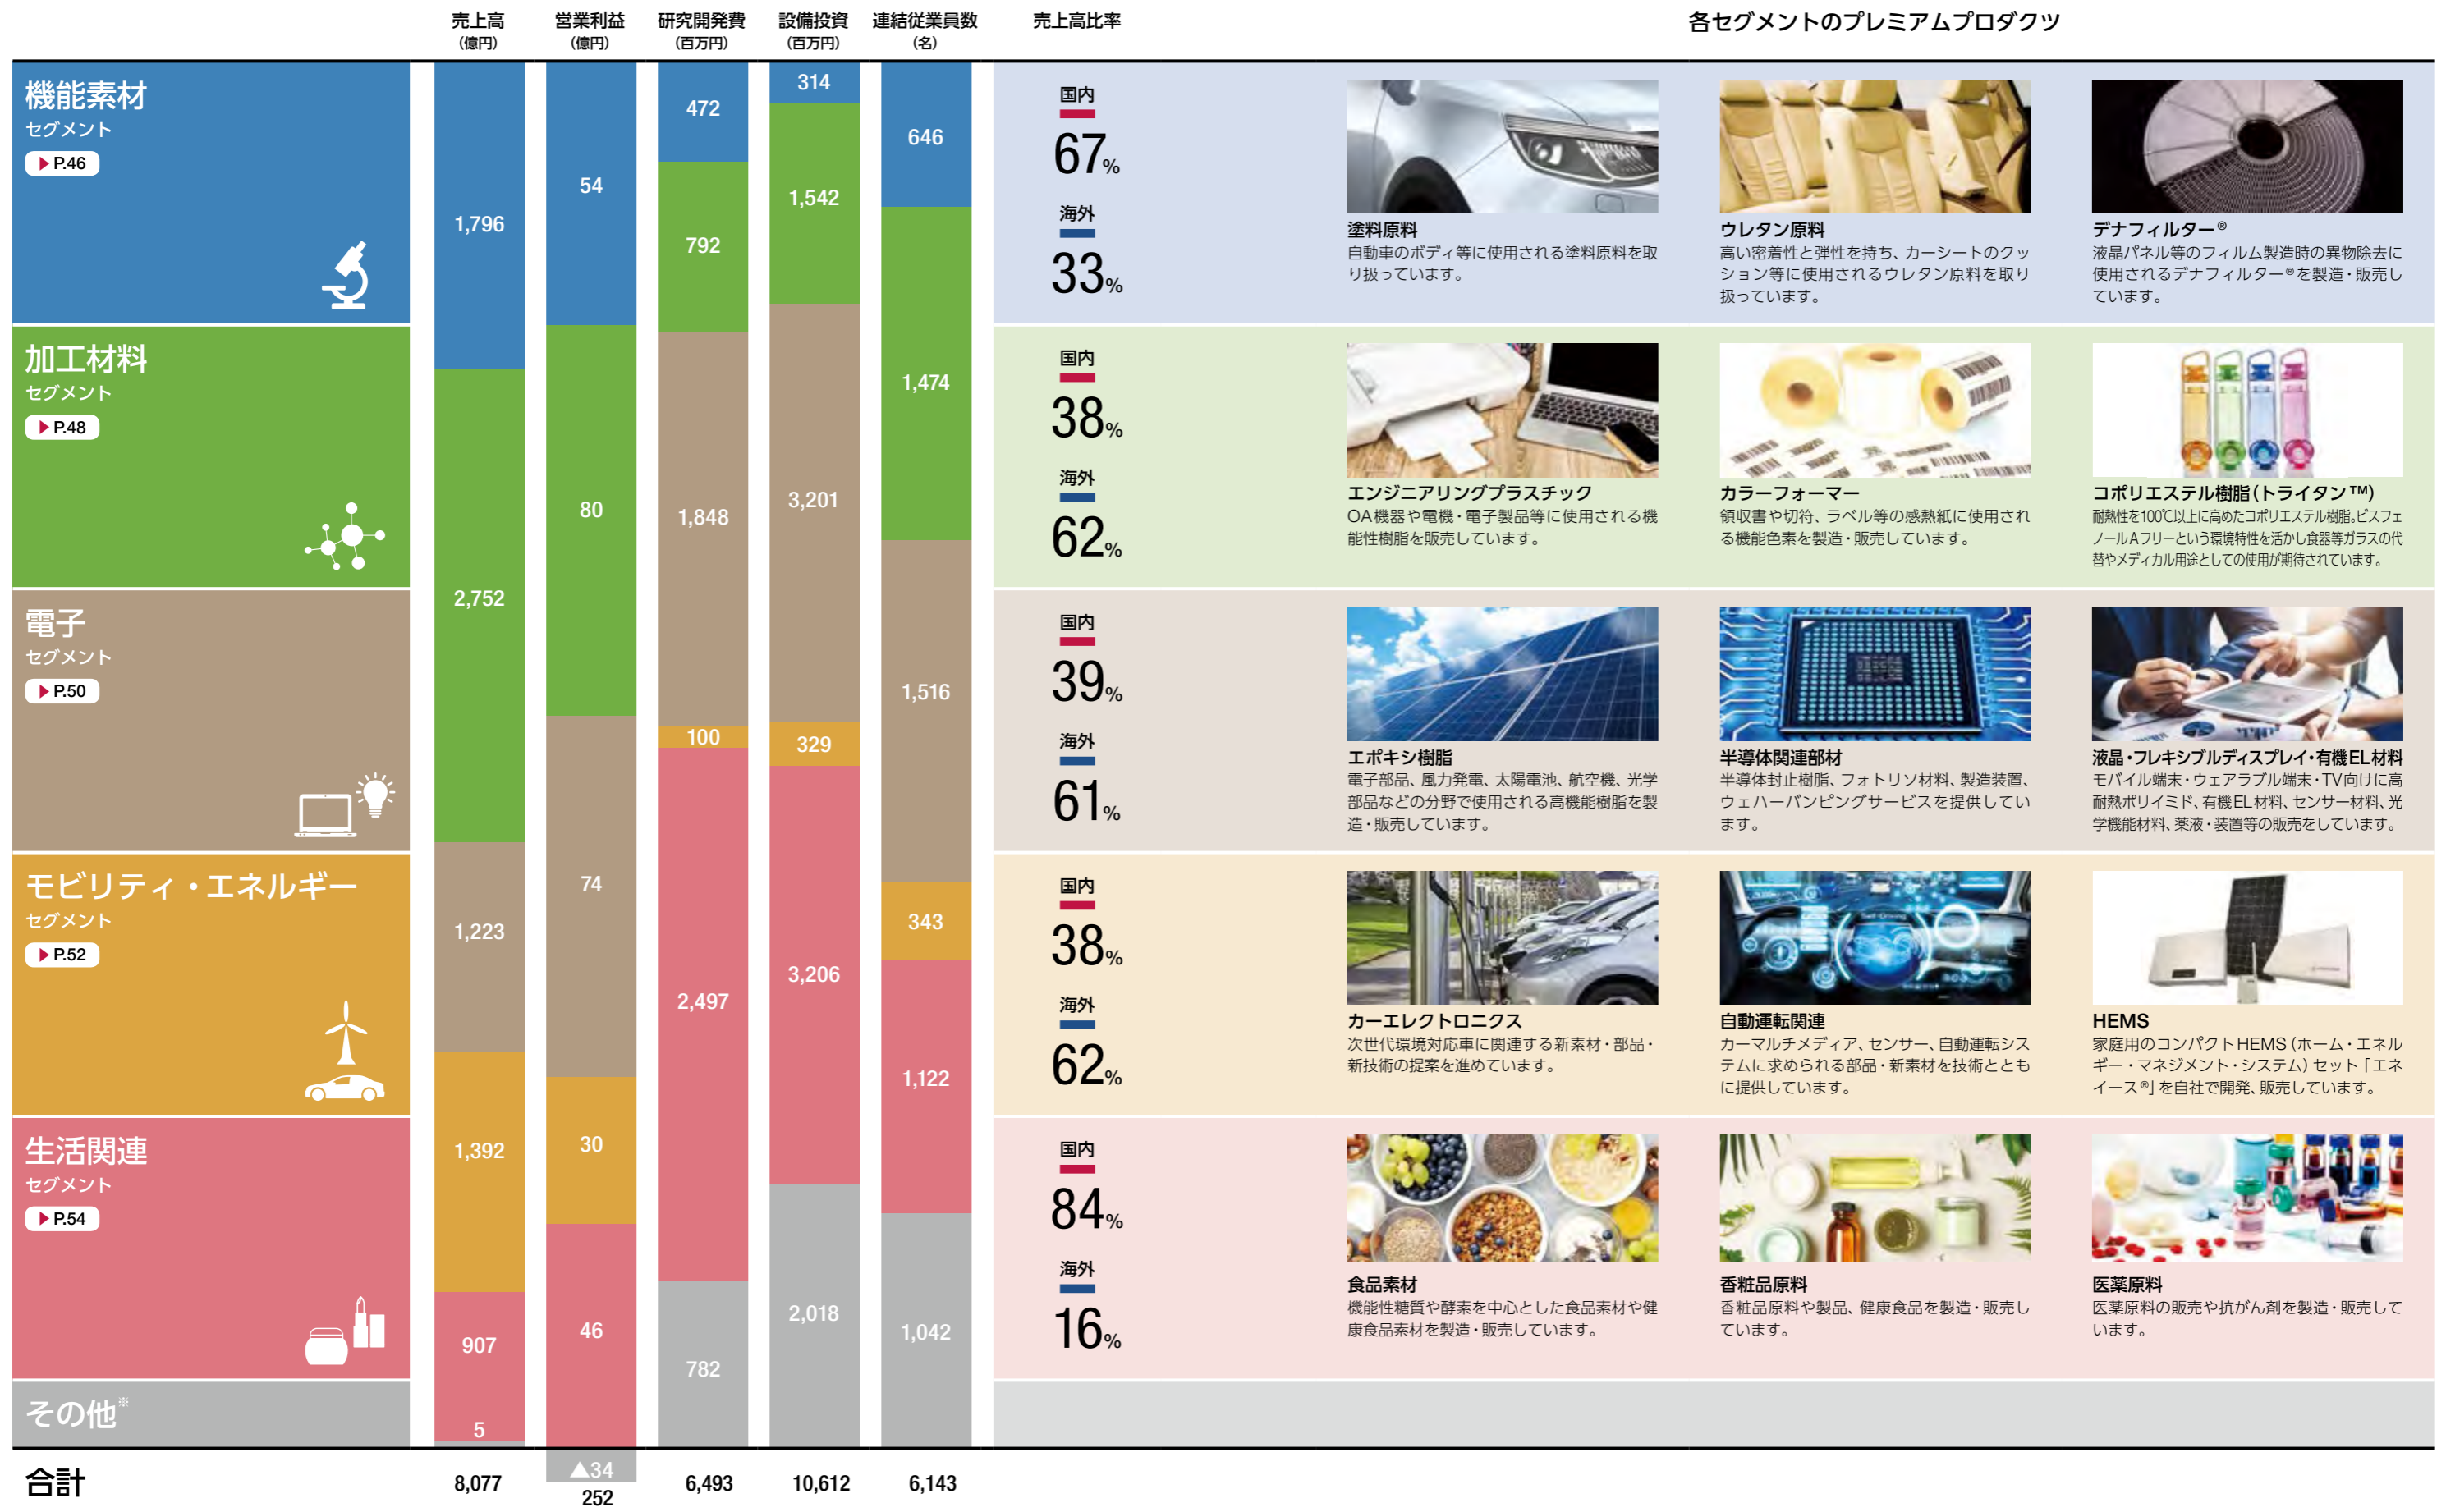 売上高
(億円)
営業利益
(億円)
研究開発費
(百万円)
設備投資
(百万円)
連結従業員数
(名)
売上高比率
各セグメントのプレミアムプロダクツ
機能素材
セグメント
▶P.46
1,796
54
472
314
646
国内
67%
海外
33%
塗料原料
自動車のボディ等に使用される塗料原料を取
り扱っています。
ウレタン原料
高い密着性と弾性を持ち、カーシートのクッ
ション等に使用されるウレタン原料を取り
扱っています。
デナフィルター®
液晶パネル等のフィルム製造時の異物除去に
使用されるデナフィルター®を製造・販売し
ています。
加工材料
セグメント
▶P.48
2,752
80
792
1,542
1,474
国内
38%
海外
62%
エンジニアリングプラスチック
OA機器や電機・電子製品等に使用される機
能性樹脂を販売しています。
カラーフォーマー
領収書や切符、ラベル等の感熱紙に使用され
る機能色素を製造・販売しています。
コポリエステル樹脂(トライタン™)
耐熱性を100℃以上に高めたコポリエステル樹脂。ビスフェ
ノールAフリーという環境特性を活かし食器等ガラスの代
替やメディカル用途としての使用が期待されています。
電子
セグメント
▶P.50
1,223
74
1,848
3,201
1,516
国内
39%
海外
61%
エポキシ樹脂
電子部品、風力発電、太陽電池、航空機、光学
部品などの分野で使用される高機能樹脂を製
造・販売しています。
半導体関連部材
半導体封止樹脂、フォトリソ材料、製造装置、
ウェハーバンピングサービスを提供してい
ます。
液晶・フレキシブルディスプレイ・有機EL材料
モバイル端末・ウェアラブル端末・TV向けに高
耐熱ポリイミド、有機EL材料、センサー材料、光
学機能材料、薬液・装置等の販売をしています。
モビリティ・エネルギー
セグメント
▶P.52
1,392
30
100
329
343
国内
38%
海外
62%
カーエレクトロニクス
次世代環境対応車に関連する新素材・部品・
新技術の提案を進めています。
Self-Driving
自動運転関連
カーマルチメディア、センサー、自動運転シス
テムに求められる部品・新素材を技術ととも
に提供しています。
HEMS
家庭用のコンパクトHEMS(ホーム・エネル
ギー・マネジメント・システム)セット「エネ
イース®」を自社で開発、販売しています。
生活関連
セグメント
▶P.54
907
46
2,497
3,206
1,122
国内
84%
海外
16%
食品素材
機能性糖質や酵素を中心とした食品素材や健
康食品素材を製造・販売しています。
香粧品原料
香粧品原料や製品、健康食品を製造・販売し
ています。
医薬原料
医薬原料の販売や抗がん剤を製造・販売して
います。
その他※
5
▲34
782
2,018
1,042
合計
8,077
252
6,493
10,612
6,143